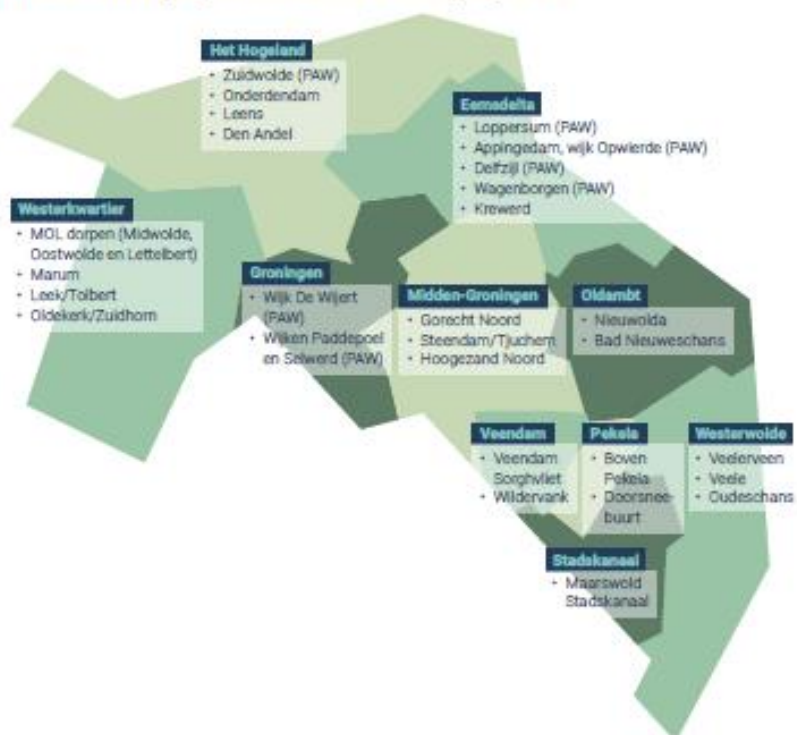 Het Hogeland
• Zuidwolde (PAW)
• Onderdendam
• Leens
• Den Andel
Eemsdelta
• Loppersum (PAW)
• Appingedam, wijk Opwierde (PAW)
• Delfzijl (PAW)
• Wagenborgen (PAW)
• Krewerd
Westerkwartier
• MOL dorpen (Midwolde,
Oostwolde en Lettelbert)
• Marum
• Leek/Tolbert
• Oldekerk/Zuidhorn
Groningen
• Wijk De Wijert
(PAW)
• Wijken Paddepoel
en Selwerd (PAW)
Midden-Groningen
• Gorecht Noord
• Steendam/Tjuchem
• Hoogezand Noord
Oldambt
• Nieuwolda
• Bad Nieuweschans
Veendam
• Veendam
Sorghvliet
• Wildervank
Pekela
• Boven
Pekela
• Doorsnee-
buurt
Westerwolde
• Veelerveen
• Veele
• Oudeschans
Stadskanaal
• Maarswold
Stadskanaal